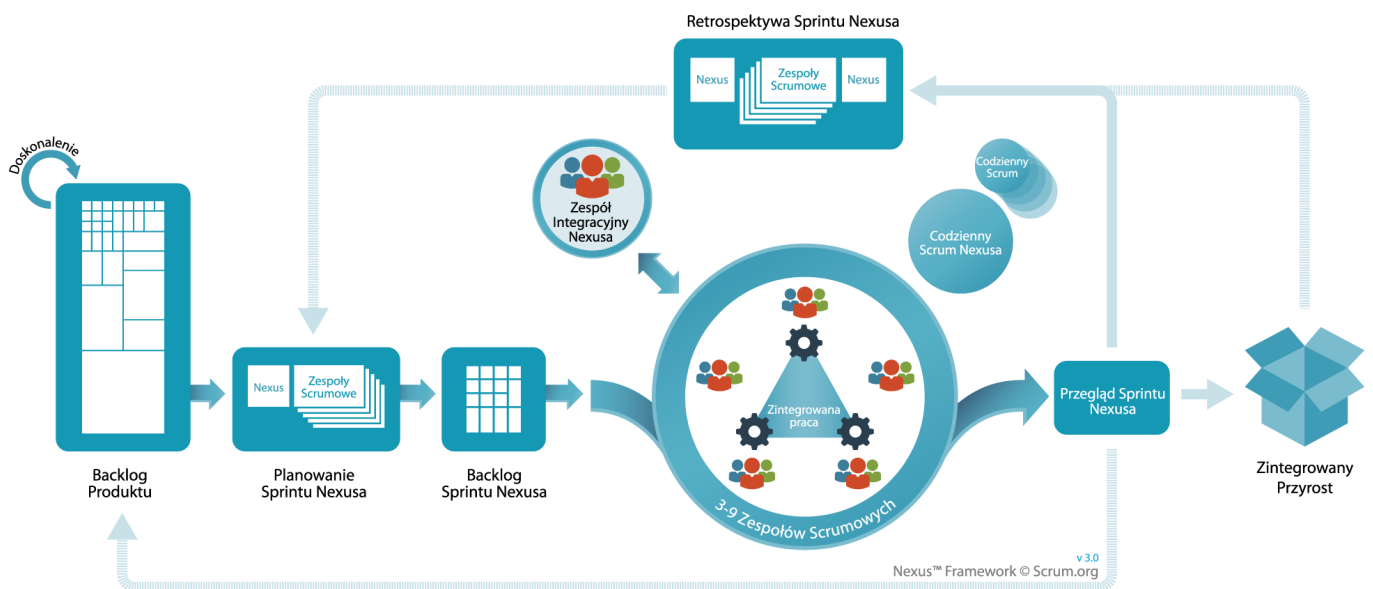 Retrospektywa Sprintu Nexusa
Nexus
Zespoły
Scrumowe
Nexus
Doskonalenie
Zespół
Integracyjny
Nexusa
Codzienny
Scrum
Codzienny
Scrum Nexusa
Nexus
Zespoły
Scrumowe
Zintegrowana
praca
Przegląd Sprintu
Nexusa
Backlog
Produktu
Planowanie
Sprintu Nexusa
Backlog
Sprintu Nexusa
3-9 Zespołów Scrumowych
Zintegrowany
Przyrost
v 3.0
Nexus™ Framework © Scrum.org